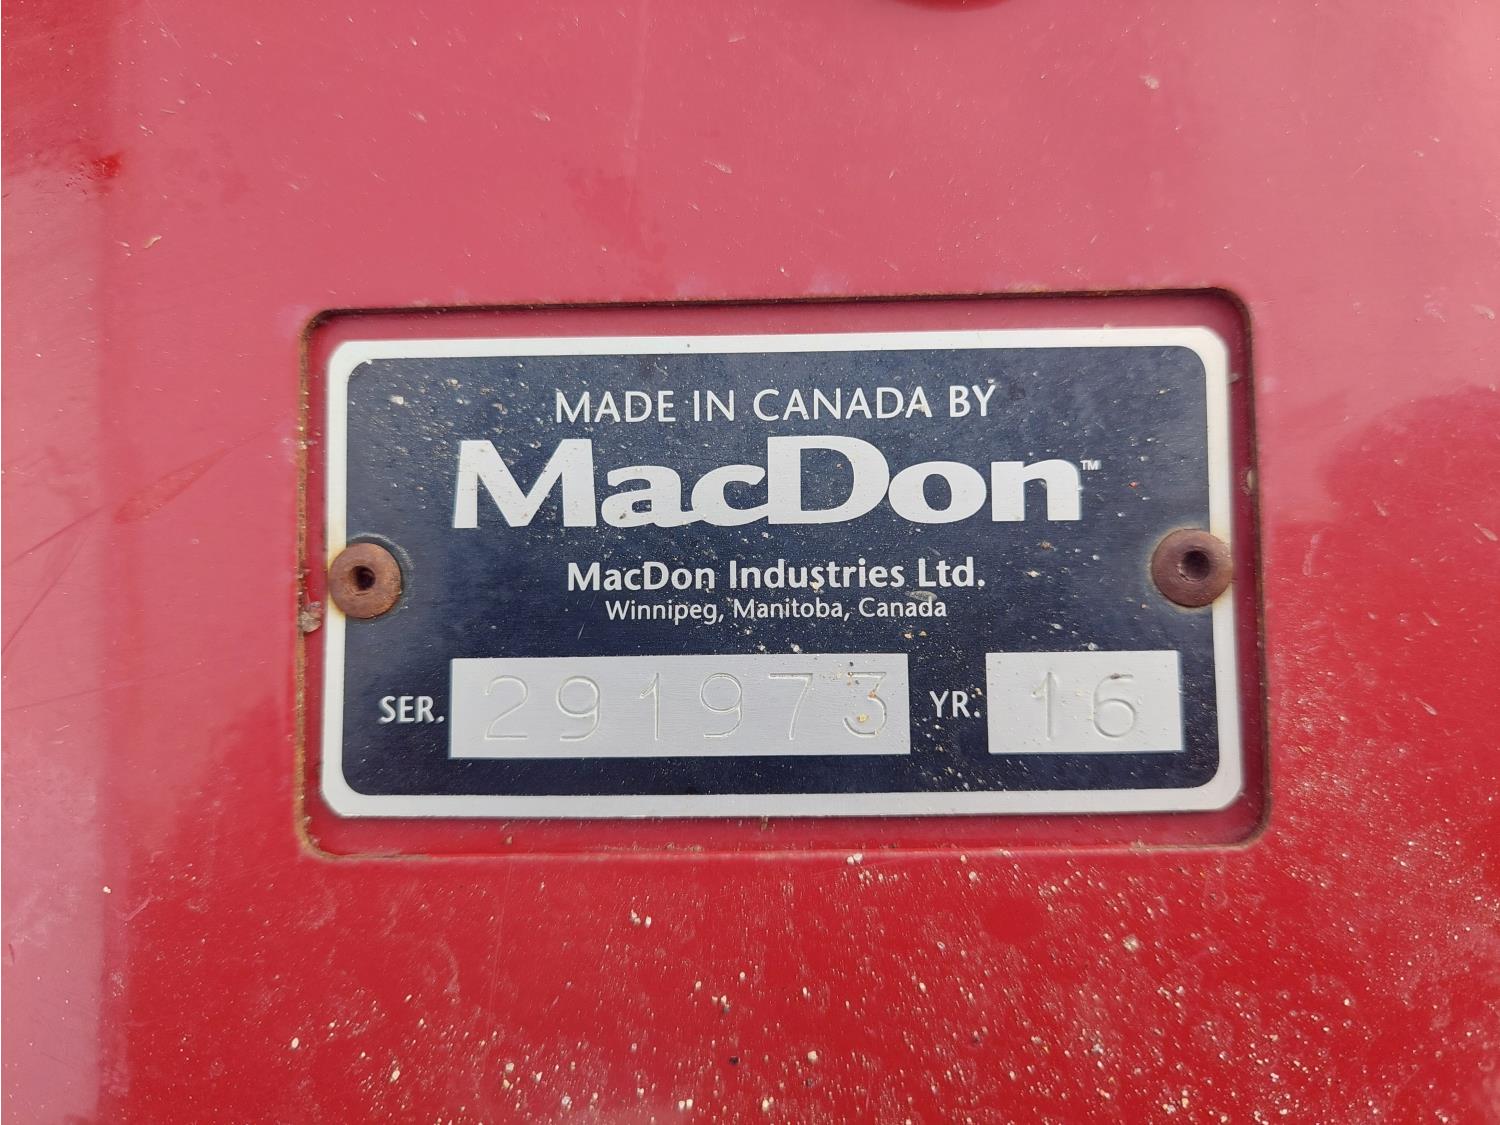 MADE IN CANADA BY
MacDon™
MacDon Industries Ltd.
Winnipeg, Manitoba, Canada
SER. 291973 YR. 16